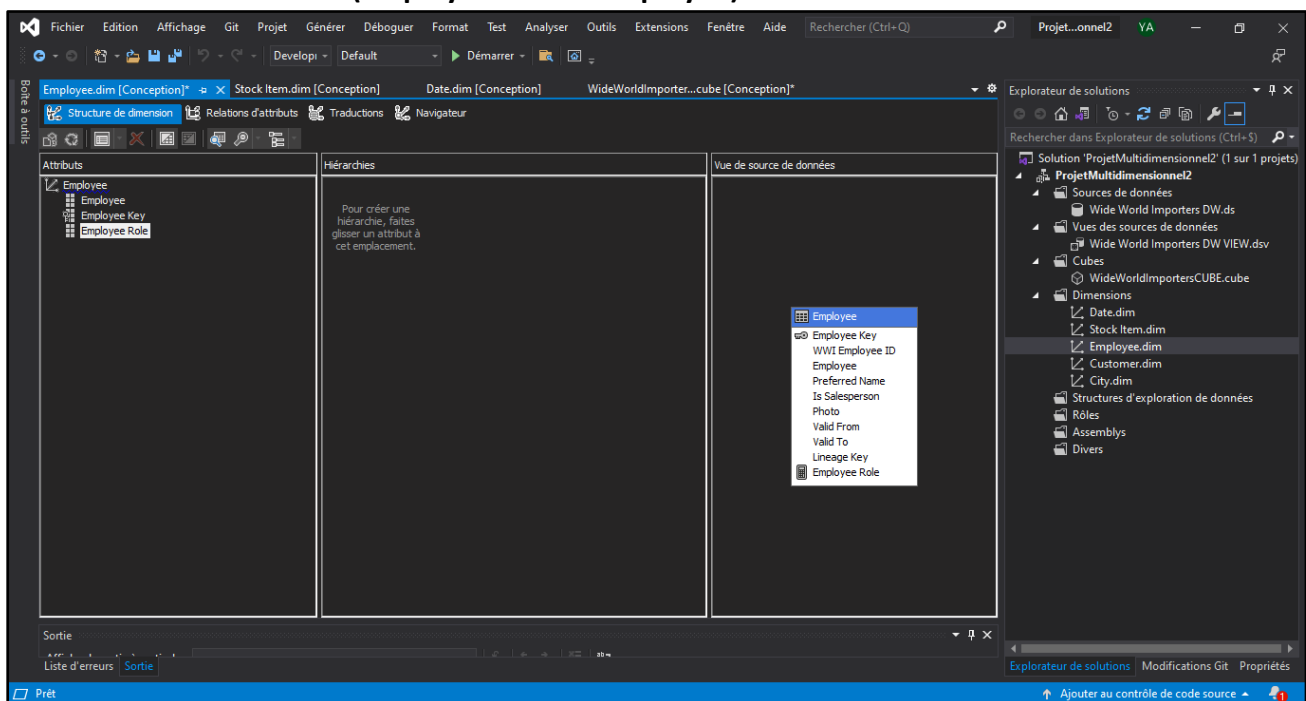 Fichier Edition Affichage Git Projet Générer Déboguer Format Test Analyser Outils Extensions Fenêtre Aide Rechercher (Ctrl+Q) Projet...onnel2 YA
Develop Default Démarrer
Employee.dim [Conception]* Stock Item.dim [Conception] Date.dim [Conception] WideWorldImporter...cube [Conception]*
Boîte à outils
Structure de dimension Relations d'attributs Traductions Navigateur
Attributs
Employee
Employee
Employee Key
Employee Role
Hiérarchies
Pour créer une
hiérarchie, faites
glisser un attribut à
cet emplacement.
Vue de source de données
Employee
Employee Key
WWI Employee ID
Employee
Preferred Name
Is Salesperson
Photo
Valid From
Valid To
Lineage Key
Employee Role
Explorateur de solutions
Rechercher dans Explorateur de solutions (Ctrl+$)
Solution 'ProjetMultidimensionnel2' (1 sur 1 projets)
ProjetMultidimensionnel2
Sources de données
Wide World Importers DW.ds
Vues des sources de données
Wide World Importers DW VIEW.dsv
Cubes
WideWorldImportersCUBE.cube
Dimensions
Date.dim
Stock Item.dim
Employee.dim
Customer.dim
City.dim
Structures d'exploration de données
Rôles
Assemblys
Divers
Sortie
Liste d'erreurs Sortie
Explorateur de solutions Modifications Git Propriétés
Prêt Ajouter au contrôle de code source 1